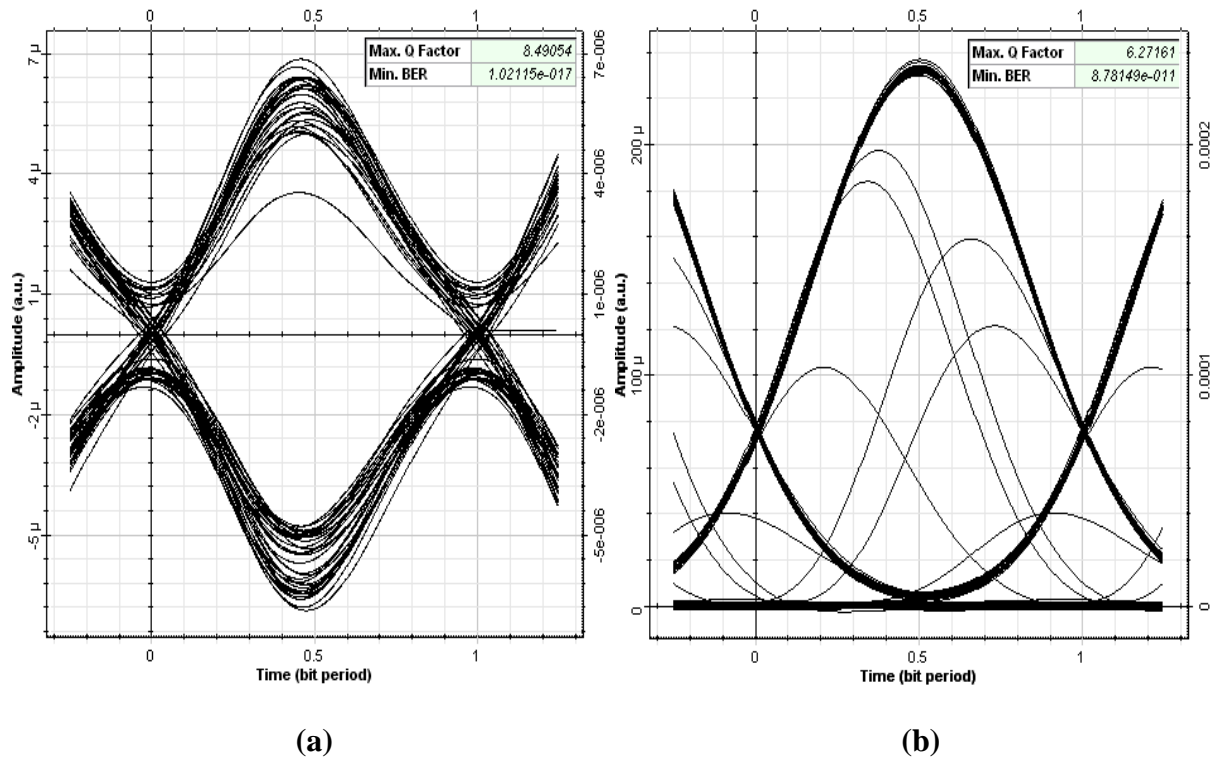 0 0.5 1
Max. Q Factor 8.49054
Min. BER 1.02115e-017
7 μ
4 μ
1 μ
-2 μ
-5 μ
Amplitude (a.u.)
7e-006
4e-006
1e-006
-2e-006
-5e-006
0 0.5 1
Time (bit period)
(a)
0 0.5 1
Max. Q Factor 6.27161
Min. BER 8.78149e-011
200 μ
100 μ
0
Amplitude (a.u.)
0.0002
0.0001
0
0 0.5 1
Time (bit period)
(b)